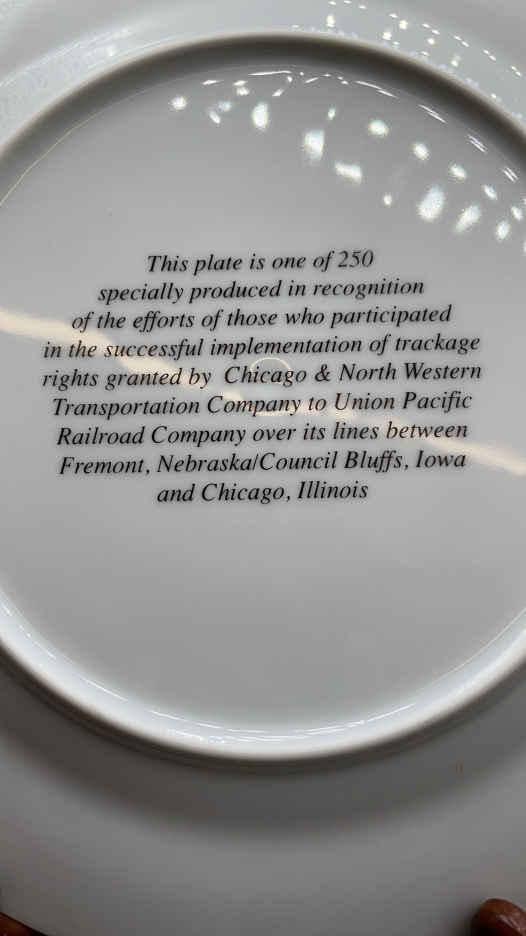 This plate is one of 250
specially produced in recognition
of the efforts of those who participated
in the successful implementation of trackage
rights granted by Chicago & North Western
Transportation Company to Union Pacific
Railroad Company over its lines between
Fremont, Nebraska/Council Bluffs, Iowa
and Chicago, Illinois